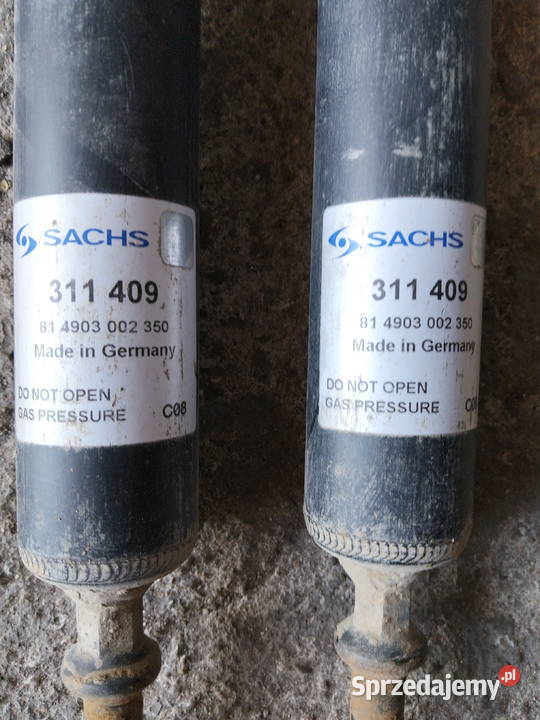 SACHS
311 409
81 4903 002 350
Made in Germany
DO NOT OPEN
GAS PRESSURE C08
SACHS
311 409
81 4903 002 350
Made in Germany
DO NOT OPEN
GAS PRESSURE
Sprzedajemy.pl